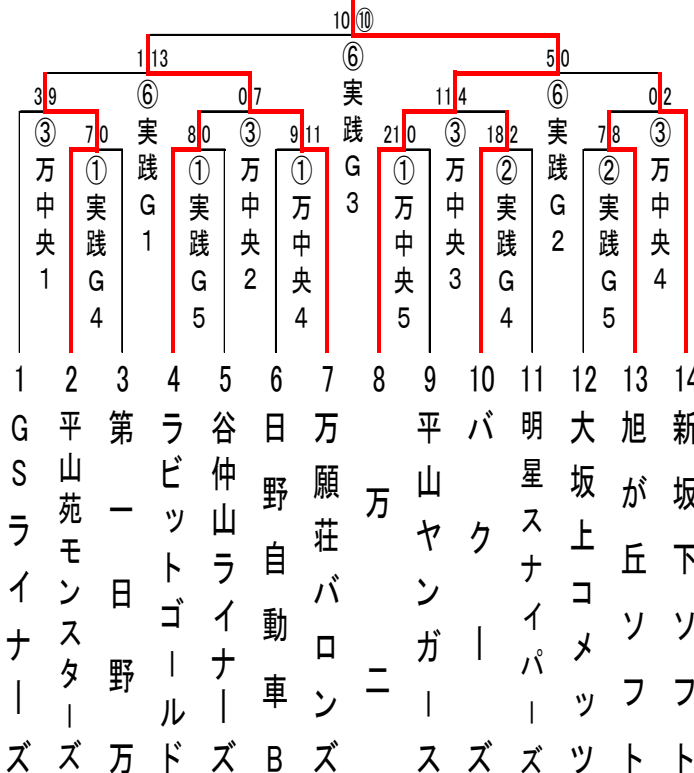 10 ⑩
⑥実践G3
1 13
⑥実践G1
5 0
⑥実践G2
3 9
③万中央1
0 7
③万中央2
11 4
③万中央3
0 2
③万中央4
7 0
①実践G4
8 0
①実践G5
9 11
①万中央4
21 0
①万中央5
18 2
②実践G4
7 8
②実践G5
1 GSライナーズ
2 平山苑モンスターズ
3 第一日野万
4 ラビットゴールド
5 谷仲山ライナーズ
6 日野自動車B
7 万願荘バロンズ
8 万二
9 平山ヤンガース
10 バクーズ
11 明星スナイパーズ
12 大坂上コメッツ
13 旭が丘ソフト
14 新坂下ソフト